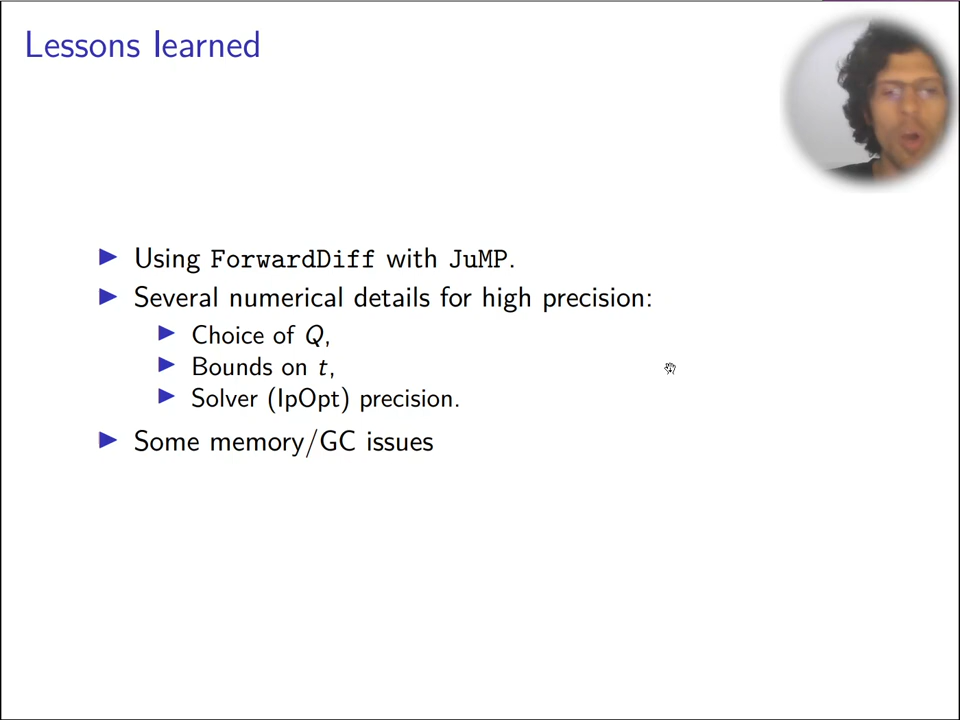 Lessons learned
Using ForwardDiff with JuMP.
Several numerical details for high precision:
Choice of Q,
Bounds on t,
Solver (IpOpt) precision.
Some memory/GC issues